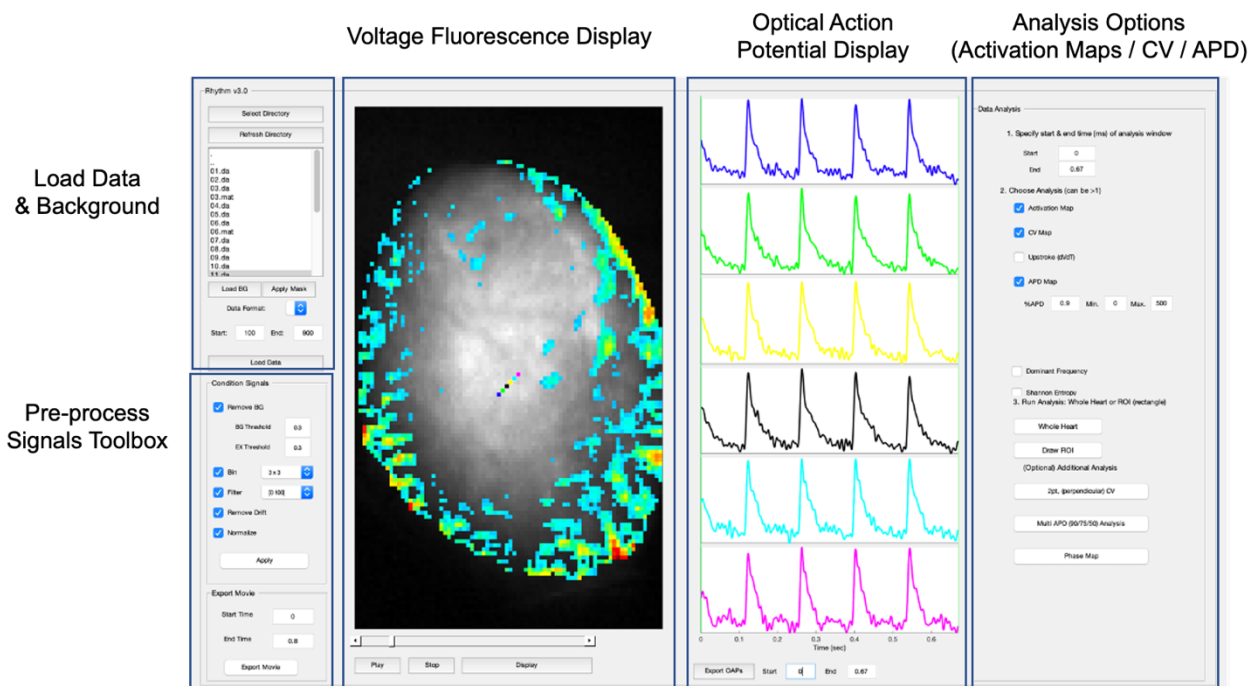 Voltage Fluorescence Display
Optical Action
Potential Display
Analysis Options
(Activation Maps / CV / APD)
Load Data
& Background
Pre-process
Signals Toolbox
Rhythm v3.0
Select Directory
Refresh Directory
.
..
01.da
02.da
03.da
03.mat
04.da
05.da
06.da
06.mat
07.da
08.da
09.da
10.da
11.da
Load BG
Apply Mask
Data Format:
Start: 100 End: 800
Load Data
Condition Signals
Remove BG
BG Threshold 0.3
EX Threshold 0.3
Bin 3 x 3
Filter [0 100]
Remove Drift
Normalize
Apply
Export Movie
Start Time 0
End Time 0.8
Export Movie
Play
Stop
Display
0 0.1 0.2 0.3 0.4 0.5 0.6
Time (sec)
Export OAPs Start 0 End 0.67
Data Analysis
1. Specify start & end time (ms) of analysis window
Start 0
End 0.67
2. Choose Analysis (can be >1)
Activation Map
CV Map
Upstroke (dVdT)
APD Map
%APD 0.9 Min. 0 Max. 500
Dominant Frequency
Shannon Entropy
3. Run Analysis: Whole Heart or ROI (rectangle)
Whole Heart
Draw ROI
(Optional) Additional Analysis
2pt, (perpendicular) CV
Multi APD (90/75/50) Analysis
Phase Map